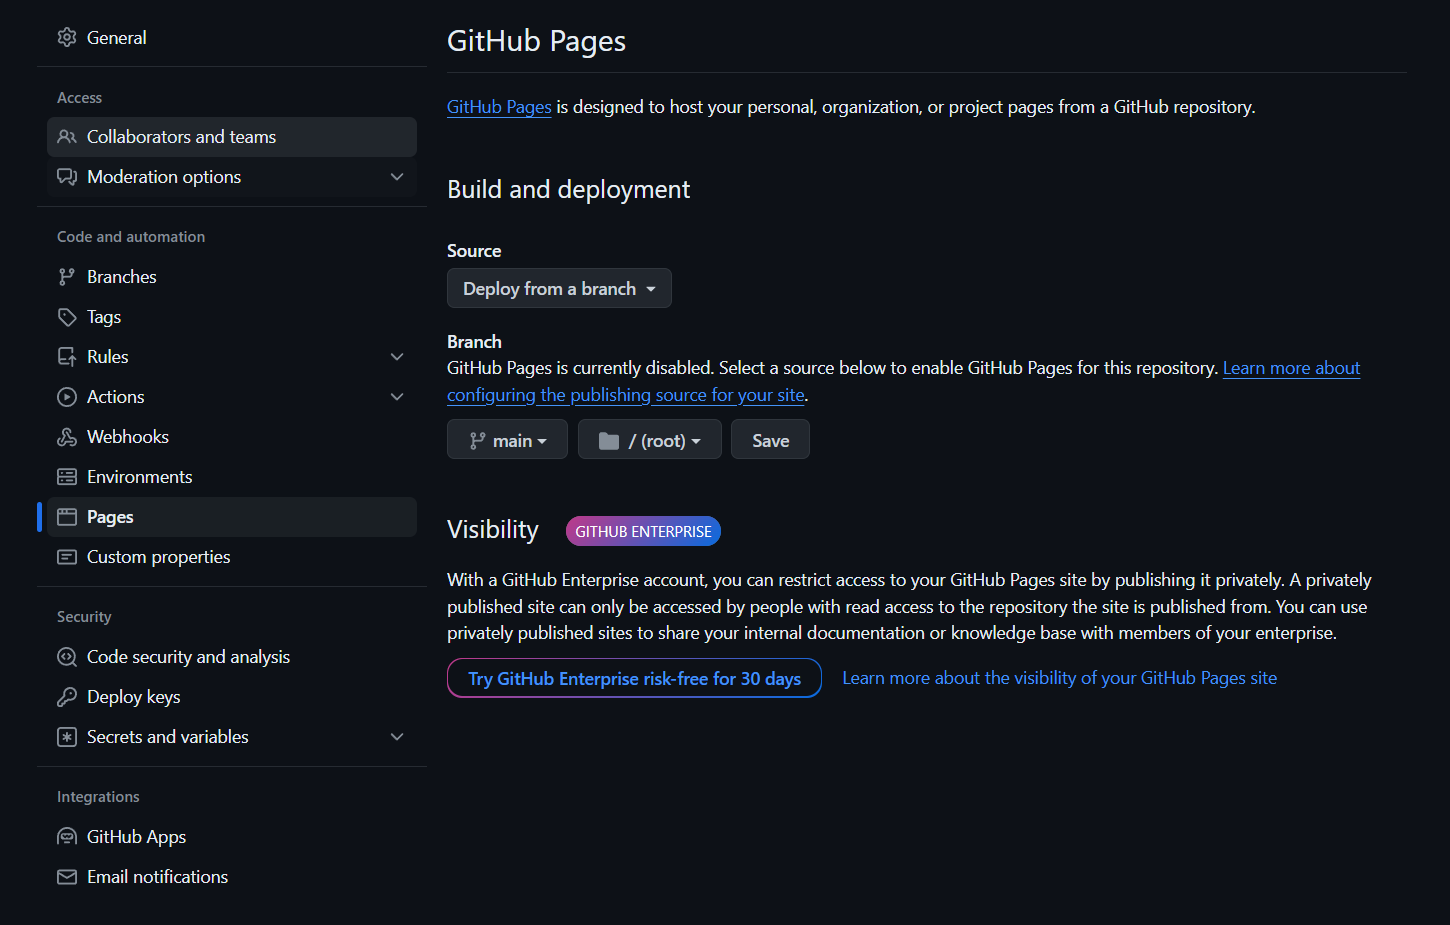 General
Access
Collaborators and teams
Moderation options
Code and automation
Branches
Tags
Rules
Actions
Webhooks
Environments
Pages
Custom properties
Security
Code security and analysis
Deploy keys
Secrets and variables
Integrations
GitHub Apps
Email notifications
GitHub Pages
GitHub Pages is designed to host your personal, organization, or project pages from a GitHub repository.
Build and deployment
Source
Deploy from a branch
Branch
GitHub Pages is currently disabled. Select a source below to enable GitHub Pages for this repository. Learn more about
configuring the publishing source for your site.
main / (root) Save
Visibility GITHUB ENTERPRISE
With a GitHub Enterprise account, you can restrict access to your GitHub Pages site by publishing it privately. A privately
published site can only be accessed by people with read access to the repository the site is published from. You can use
privately published sites to share your internal documentation or knowledge base with members of your enterprise.
Try GitHub Enterprise risk-free for 30 days Learn more about the visibility of your GitHub Pages site